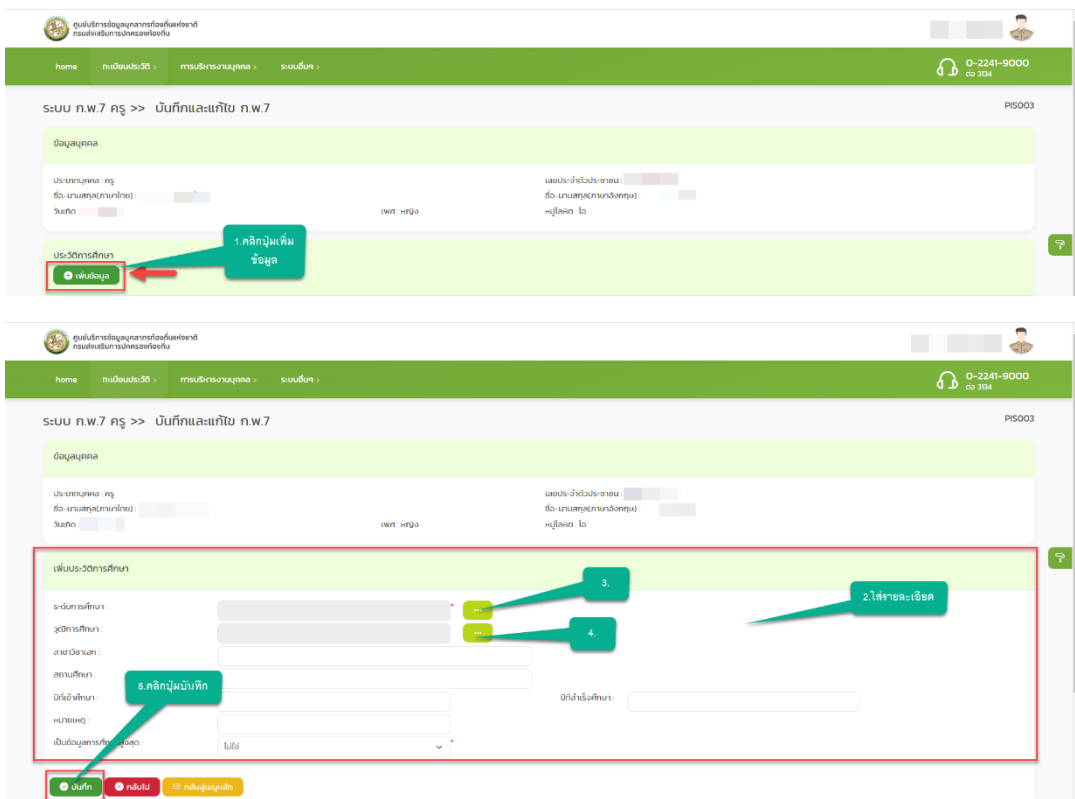 ศูนย์บริการข้อมูลบุคลากรท้องถิ่นแห่งชาติ
กรมส่งเสริมการปกครองท้องถิ่น
home ทะเบียนประวัติ > การบริหารงานบุคคล > ระบบอื่นๆ > 0-2241-9000
ต่อ 3134
ระบบ ก.พ.7 ครู >> บันทึกและแก้ไข ก.พ.7 PIS003
ข้อมูลบุคคล
ประเภทบุคคล : ครู เลขประจำตัวประชาชน :
ชื่อ-นามสกุล(ภาษาไทย) : ชื่อ-นามสกุล(ภาษาอังกฤษ) :
วันเกิด : เพศ : หญิง หมู่โลหิต : โอ
1.คลิกปุ่มเพิ่ม
ข้อมูล
ประวัติการศึกษา
เพิ่มข้อมูล
ศูนย์บริการข้อมูลบุคลากรท้องถิ่นแห่งชาติ
กรมส่งเสริมการปกครองท้องถิ่น
home ทะเบียนประวัติ > การบริหารงานบุคคล > ระบบอื่นๆ > 0-2241-9000
ต่อ 3134
ระบบ ก.พ.7 ครู >> บันทึกและแก้ไข ก.พ.7 PIS003
ข้อมูลบุคคล
ประเภทบุคคล : ครู เลขประจำตัวประชาชน :
ชื่อ-นามสกุล(ภาษาไทย) : ชื่อ-นามสกุล(ภาษาอังกฤษ) :
วันเกิด : เพศ : หญิง หมู่โลหิต : โอ
เพิ่มประวัติการศึกษา
3.
2.ใส่รายละเอียด
ระดับการศึกษา : * ...
วุฒิการศึกษา : ... 4.
สาขาวิชาเอก :
สถานศึกษา :
5.คลิกปุ่มบันทึก
ปีที่เข้าศึกษา : ปีที่สำเร็จศึกษา :
หมายเหตุ :
เป็นข้อมูลการศึกษาสูงสุด : ไม่ใช่ *
บันทึก กลับไป กลับสู่เมนูหลัก